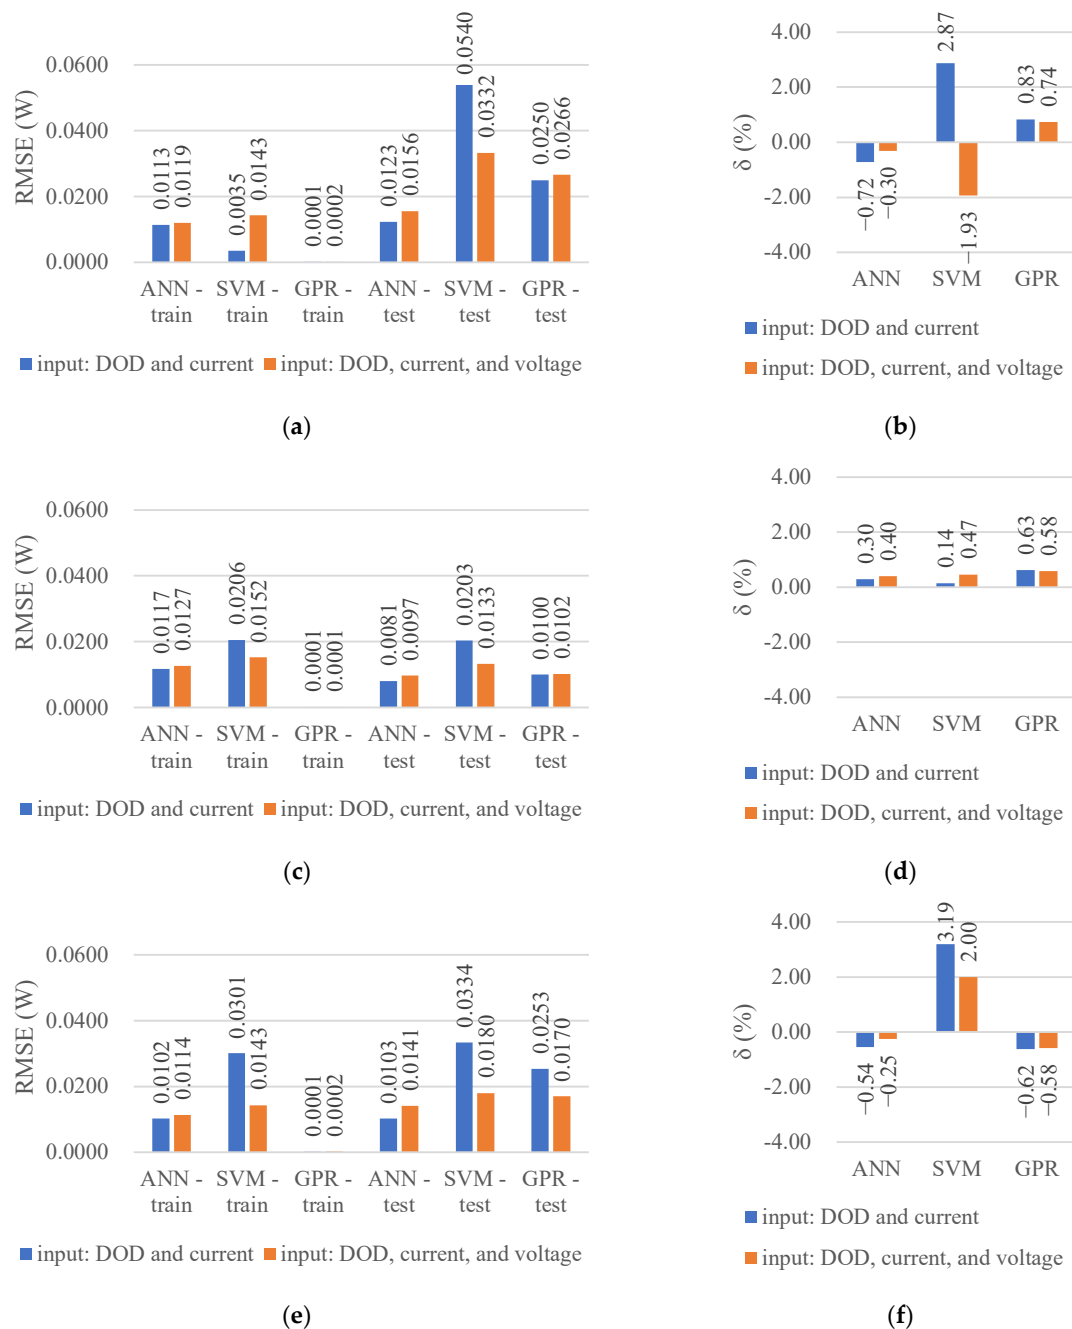 RMSE (W)
0.0600
0.0400
0.0200
0.0000
0.0113
0.0119
0.0035
0.0143
0.0001
0.0002
0.0123
0.0156
0.0540
0.0332
0.0250
0.0266
ANN - train
SVM - train
GPR - train
ANN - test
SVM - test
GPR - test
input: DOD and current
input: DOD, current, and voltage
(a)
δ (%)
4.00
2.00
0.00
-2.00
-4.00
−0.72
−0.30
2.87
−1.93
0.83
0.74
ANN
SVM
GPR
input: DOD and current
input: DOD, current, and voltage
(b)
RMSE (W)
0.0600
0.0400
0.0200
0.0000
0.0117
0.0127
0.0206
0.0152
0.0001
0.0001
0.0081
0.0097
0.0203
0.0133
0.0100
0.0102
ANN - train
SVM - train
GPR - train
ANN - test
SVM - test
GPR - test
input: DOD and current
input: DOD, current, and voltage
(c)
δ (%)
4.00
2.00
0.00
-2.00
-4.00
0.30
0.40
0.14
0.47
0.63
0.58
ANN
SVM
GPR
input: DOD and current
input: DOD, current, and voltage
(d)
RMSE (W)
0.0600
0.0400
0.0200
0.0000
0.0102
0.0114
0.0301
0.0143
0.0001
0.0002
0.0103
0.0141
0.0334
0.0180
0.0253
0.0170
ANN - train
SVM - train
GPR - train
ANN - test
SVM - test
GPR - test
input: DOD and current
input: DOD, current, and voltage
(e)
δ (%)
4.00
2.00
0.00
-2.00
-4.00
−0.54
−0.25
3.19
2.00
−0.62
−0.58
ANN
SVM
GPR
input: DOD and current
input: DOD, current, and voltage
(f)